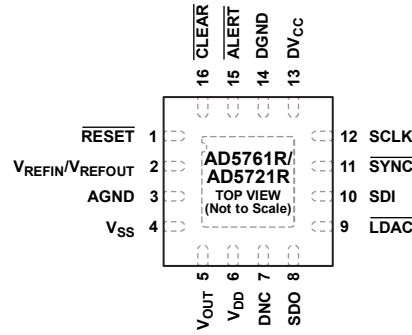 CLEAR
ALERT
DGND
DVCC
16
15
14
13
RESET 1
VREFIN/VREFOUT 2
AGND 3
VSS 4
AD5761R/
AD5721R
TOP VIEW
(Not to Scale)
12 SCLK
11 SYNC
10 SDI
9 LDAC
5
6
7
8
VOUT
VDD
DNC
SDO